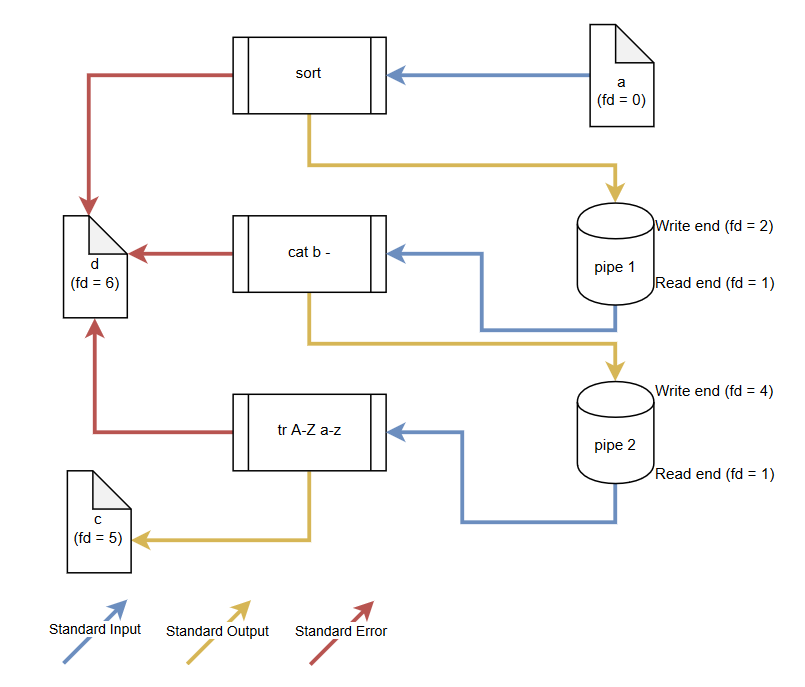 sort
a
(fd = 0)
Write end (fd = 2)
d
(fd = 6)
cat b -
pipe 1
Read end (fd = 1)
Write end (fd = 4)
tr A-Z a-z
pipe 2
Read end (fd = 1)
c
(fd = 5)
Standard Input
Standard Output
Standard Error